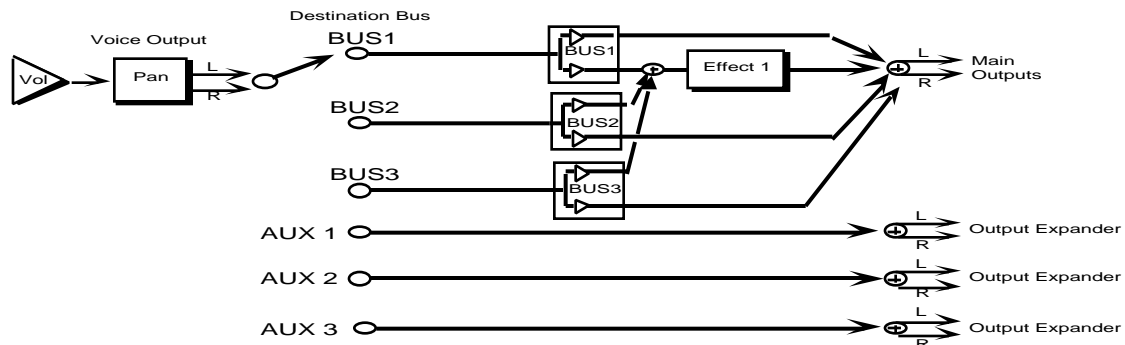 Destination Bus
Voice Output
BUS1
Vol
Pan
L
R
BUS1
Effect 1
L
R
Main
Outputs
BUS2
BUS2
BUS3
BUS3
AUX 1
L
R
Output Expander
AUX 2
L
R
Output Expander
AUX 3
L
R
Output Expander